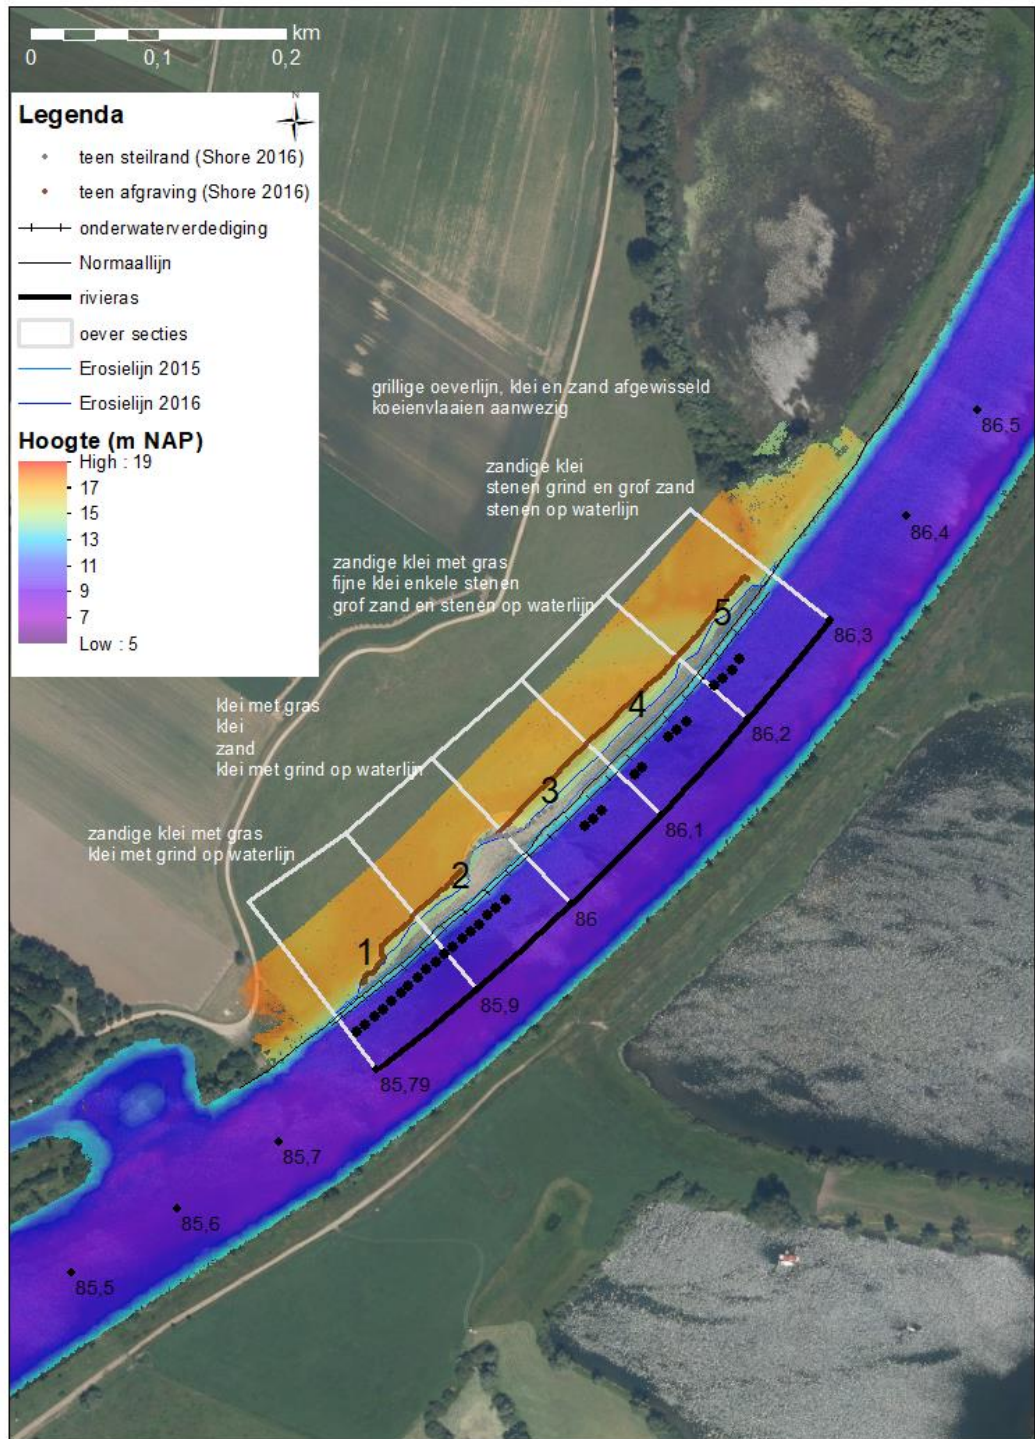 km
0 0,1 0,2
N
Legenda
teen steilrand (Shore 2016)
teen afgraving (Shore 2016)
onderwaterverdediging
Normaallijn
rivieras
oever secties
Erosielijn 2015
Erosielijn 2016
Hoogte (m NAP)
High : 19
17
15
13
11
9
7
Low : 5
grillige oeverlijn, klei en zand afgewisseld
koeienvlaaien aanwezig
zandige klei
stenen grind en grof zand
stenen op waterlijn
zandige klei met gras
fijne klei enkele stenen
grof zand en stenen op waterlijn
klei met gras
klei
zand
klei met grind op waterlijn
zandige klei met gras
klei met grind op waterlijn
5
4
3
2
1
86,5
86,4
86,3
86,2
86,1
86
85,9
85,79
85,7
85,6
85,5